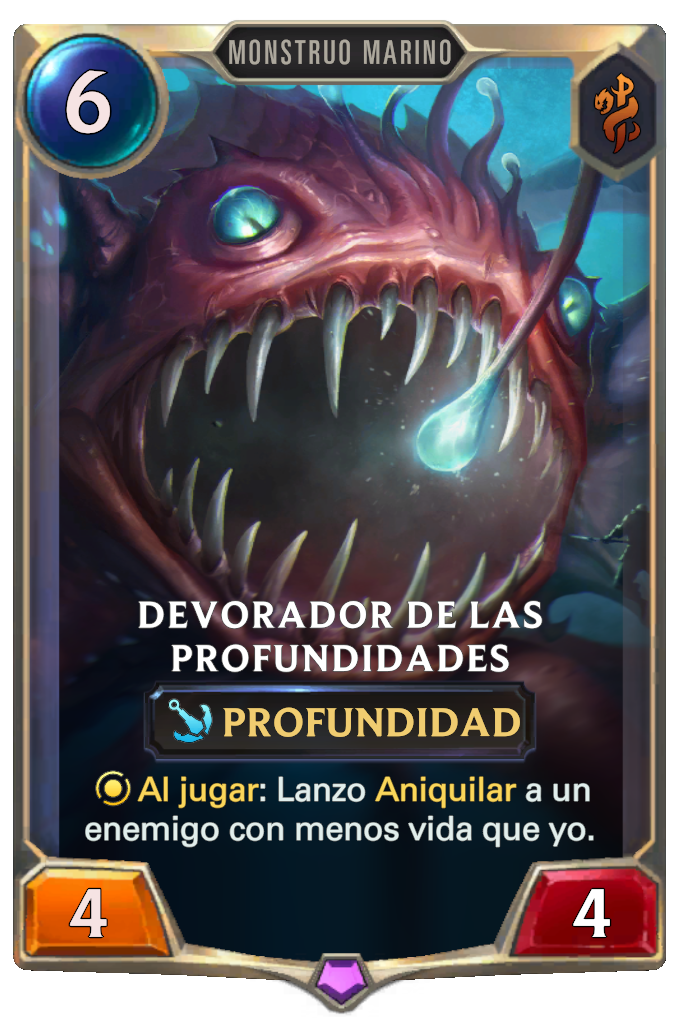 MONSTRUO MARINO
6
DEVORADOR DE LAS
PROFUNDIDADES
PROFUNDIDAD
Al jugar: Lanzo Aniquilar a un
enemigo con menos vida que yo.
4
4